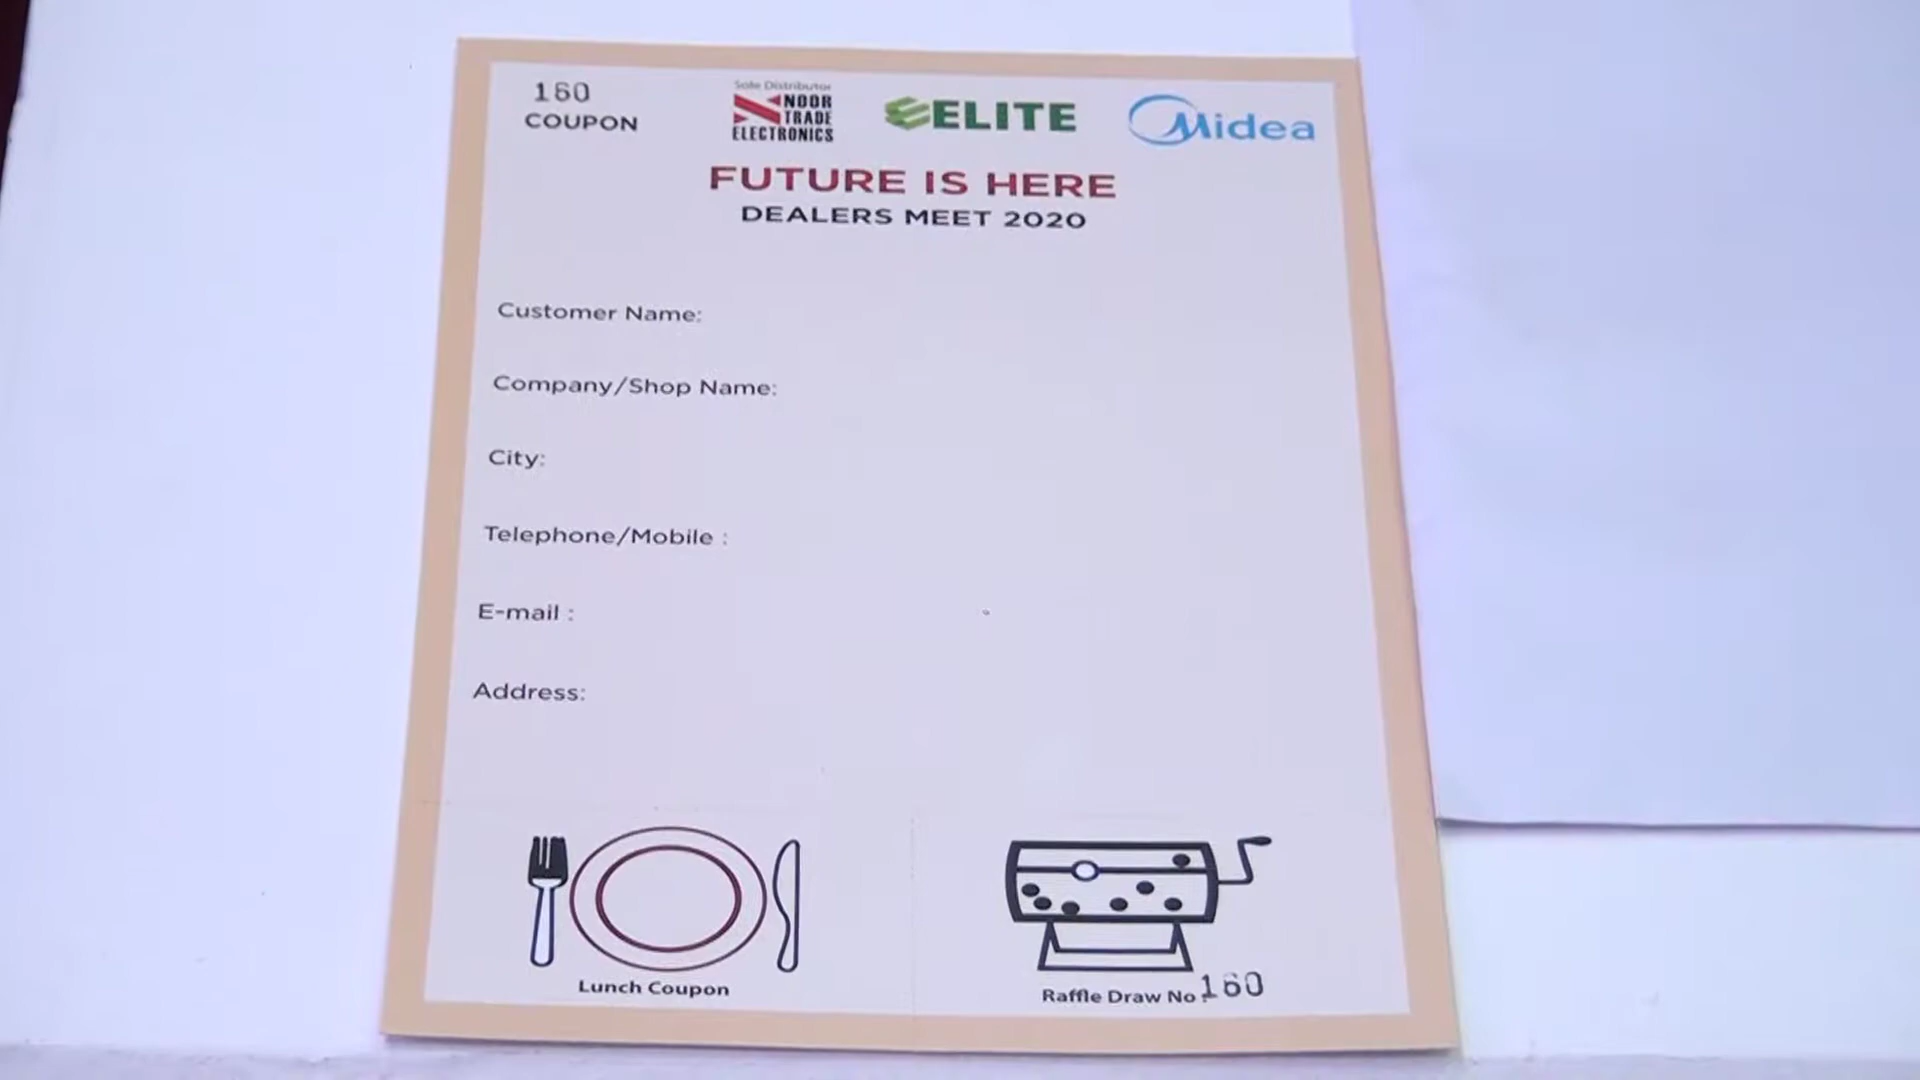 160
COUPON
Sole Distributor
NOOR
TRADE
ELECTRONICS
ELITE
Midea
FUTURE IS HERE
DEALERS MEET 2020
Customer Name:
Company/Shop Name:
City:
Telephone/Mobile :
E-mail :
Address:
Lunch Coupon
Raffle Draw No : 160